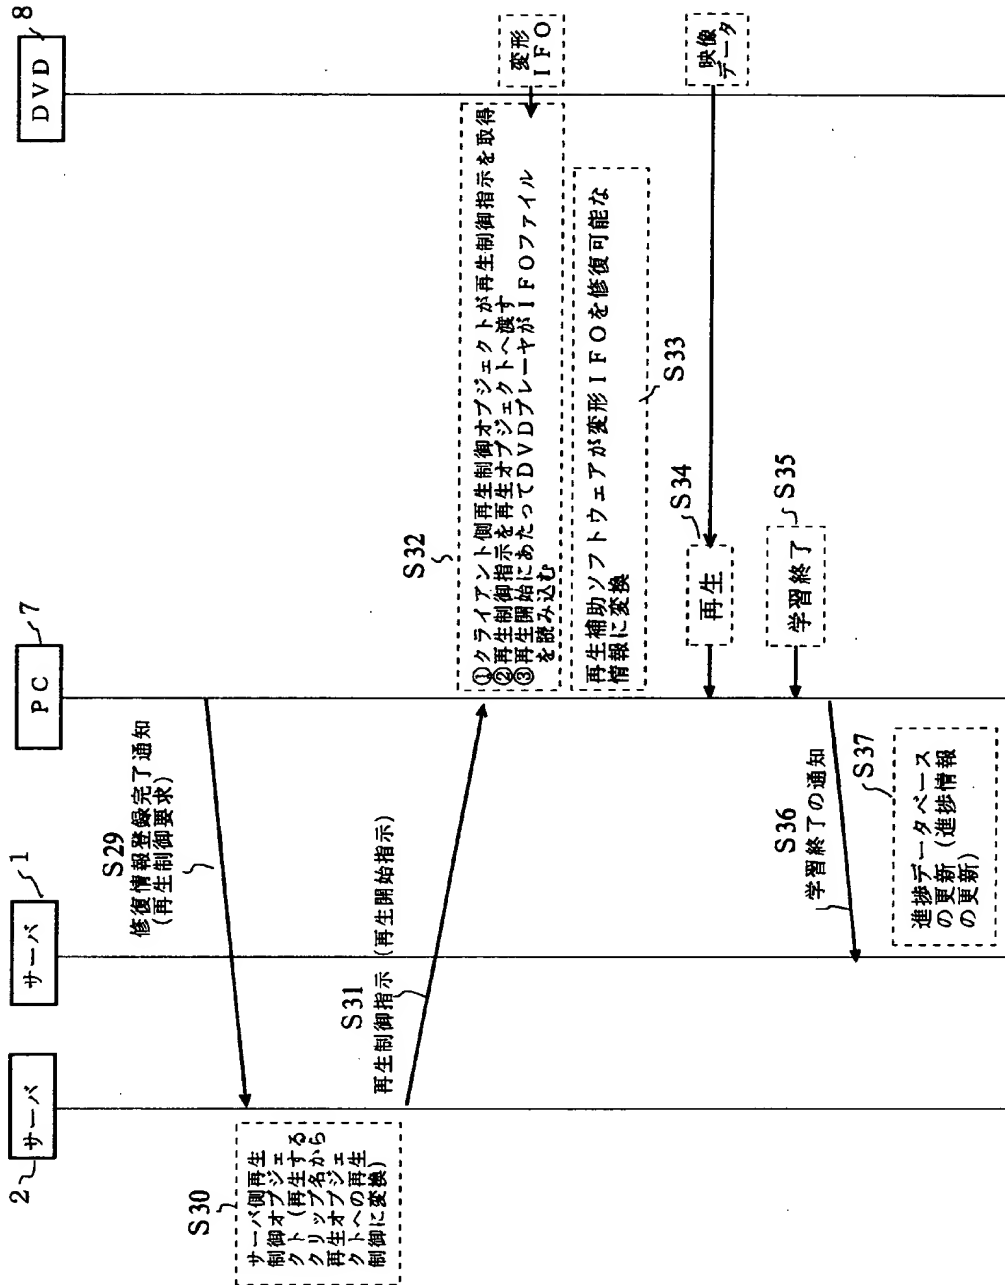 2
サーバ
サーバ
1
PC
7
DVD
8
S29
修復情報登録完了通知
(再生制御要求)
S30
サーバ側再生
制御オブジェ
クト(再生する
クリップ名から
再生オブジェ
クトへの再生
制御に変換)
S31
再生制御指示(再生開始指示)
S32
①クライアント側再生制御オブジェクトが再生制御指示を取得
②再生制御指示を再生オブジェクトへ渡す
③再生開始にあたってDVDプレーヤがIFOファイル
を読み込む
変形
IFO
再生補助ソフトウェアが変形IFOを修復可能な
情報に変換
S33
S34
再生
映像
データ
S35
学習終了
S36
学習終了の通知
S37
進捗データベース
の更新(進捗情報
の更新)